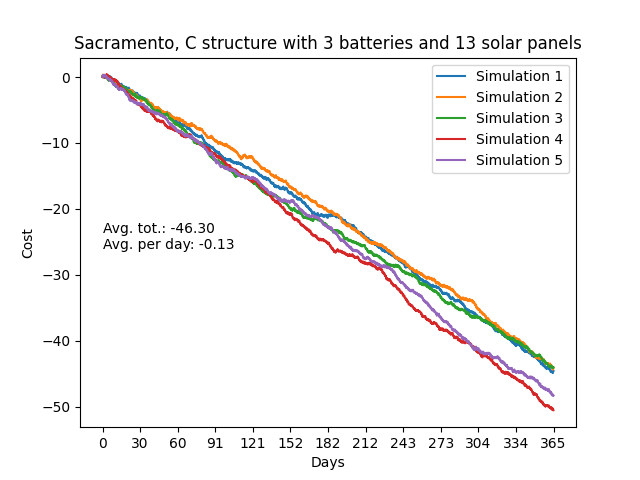 Sacramento, C structure with 3 batteries and 13 solar panels
Simulation 1
Simulation 2
Simulation 3
Simulation 4
Simulation 5
Avg. tot.: -46.30
Avg. per day: -0.13
Cost
0
−10
−20
−30
−40
−50
0 30 60 91 121 152 182 212 243 273 304 334 365
Days